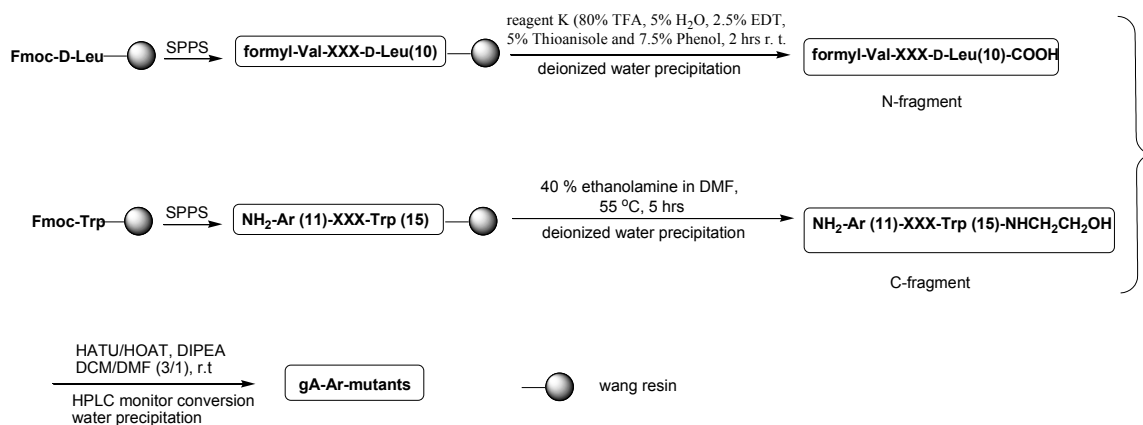 reagent K (80% TFA, 5% H₂O, 2.5% EDT,
5% Thioanisole and 7.5% Phenol, 2 hrs r. t.
Fmoc-D-Leu
SPPS
formyl-Val-XXX-D-Leu(10)
deionized water precipitation
formyl-Val-XXX-D-Leu(10)-COOH
N-fragment
Fmoc-Trp
SPPS
NH₂-Ar (11)-XXX-Trp (15)
40 % ethanolamine in DMF,
55 °C, 5 hrs
deionized water precipitation
NH₂-Ar (11)-XXX-Trp (15)-NHCH₂CH₂OH
C-fragment
HATU/HOAT, DIPEA
DCM/DMF (3/1), r.t
HPLC monitor conversion
water precipitation
gA-Ar-mutants
wang resin